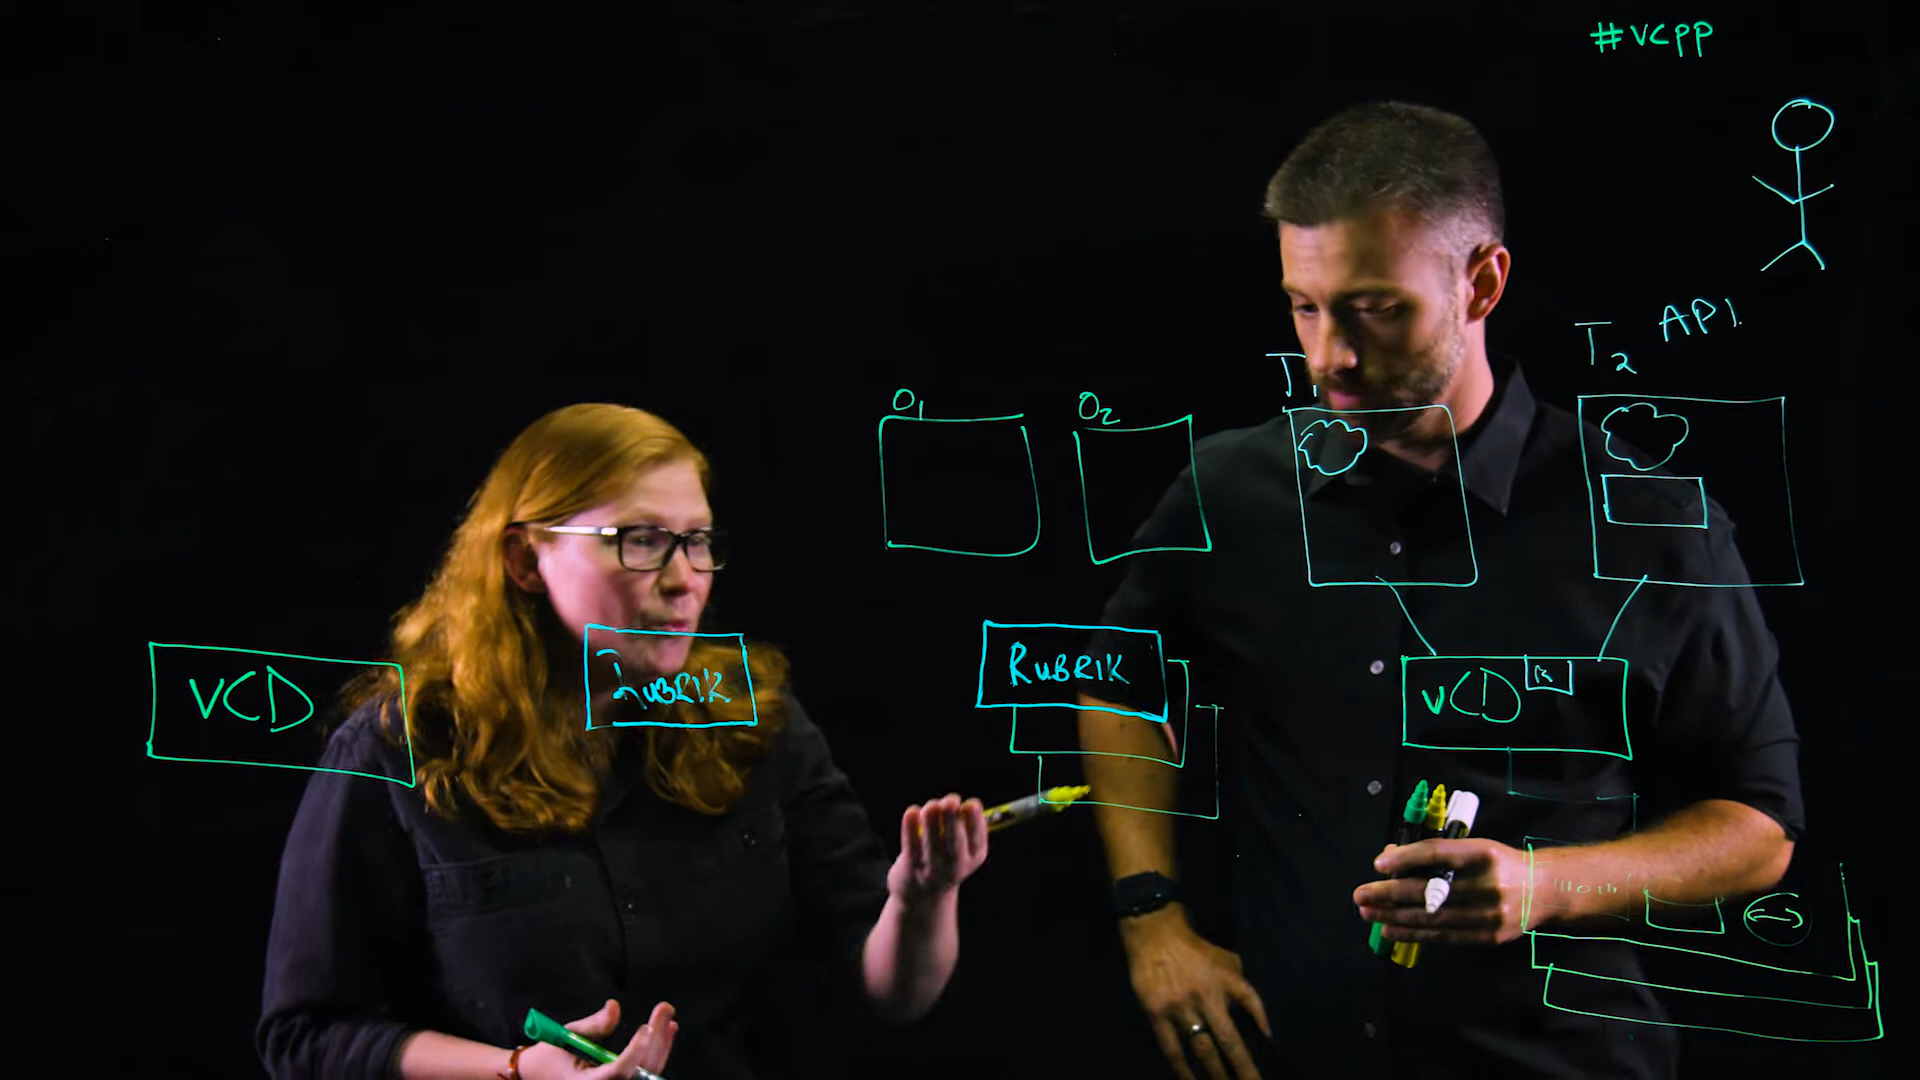 #VCPP
T2 API
T1
O1
O2
VCD
RUBRIK
RUBRIK
VCD
R